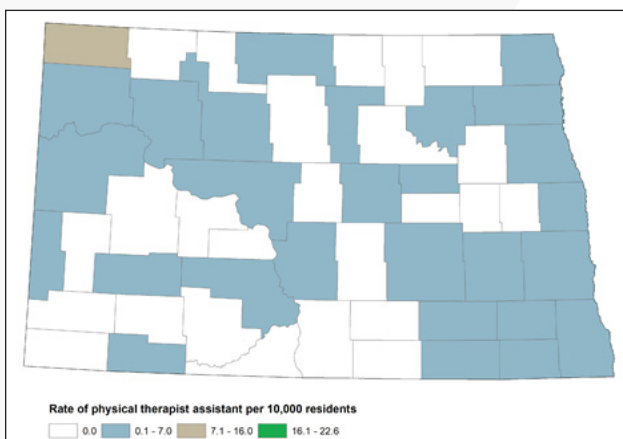 Rate of physical therapist assistant per 10,000 residents
0.0 0.1 - 7.0 7.1 - 16.0 16.1 - 22.6